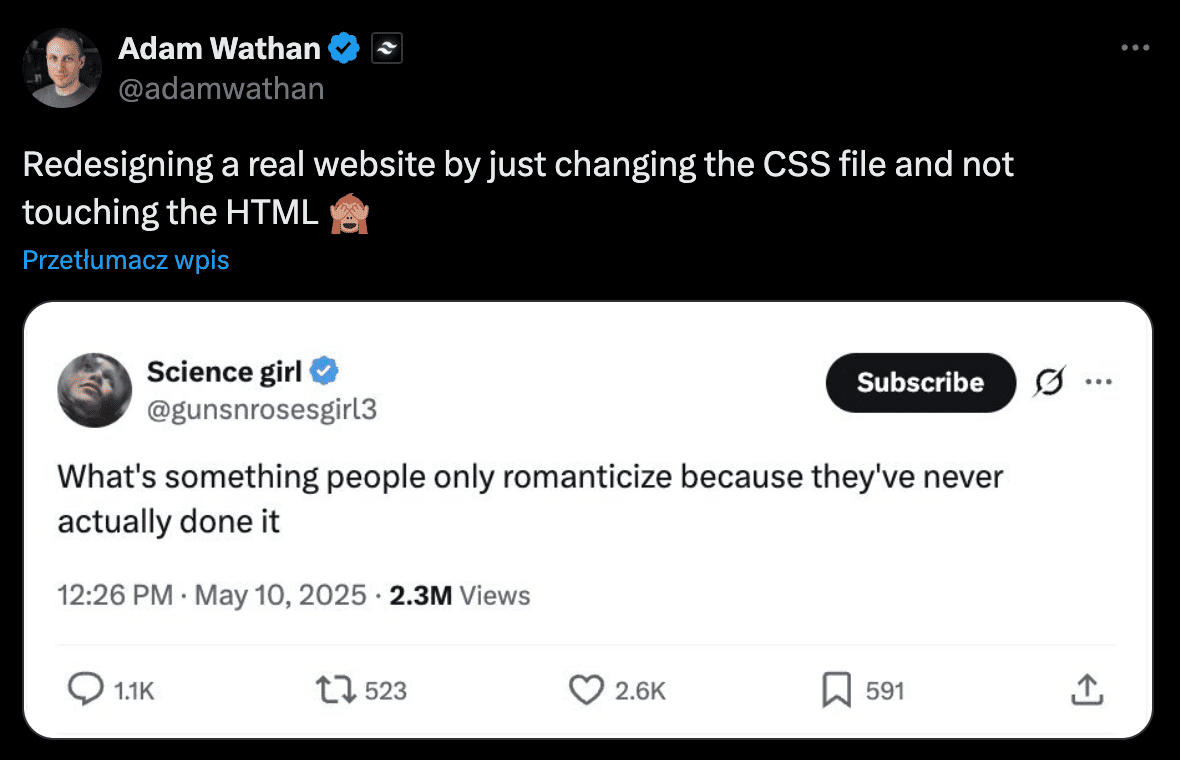 Adam Wathan
@adamwathan
Redesigning a real website by just changing the CSS file and not
touching the HTML 🙈
Przetłumacz wpis
Science girl
@gunsnrosesgirl3
Subscribe
What's something people only romanticize because they've never
actually done it
12:26 PM · May 10, 2025 · 2.3M Views
1.1K 523 2.6K 591